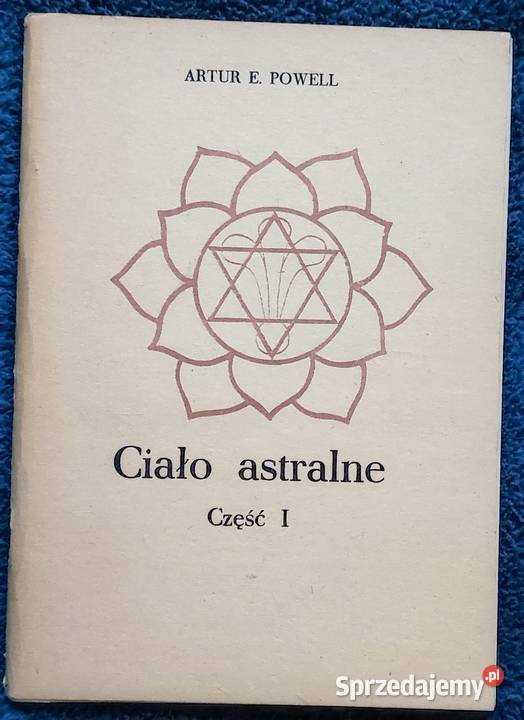 ARTUR E. POWELL
Ciało astralne
Część I
Sprzedajemy.pl